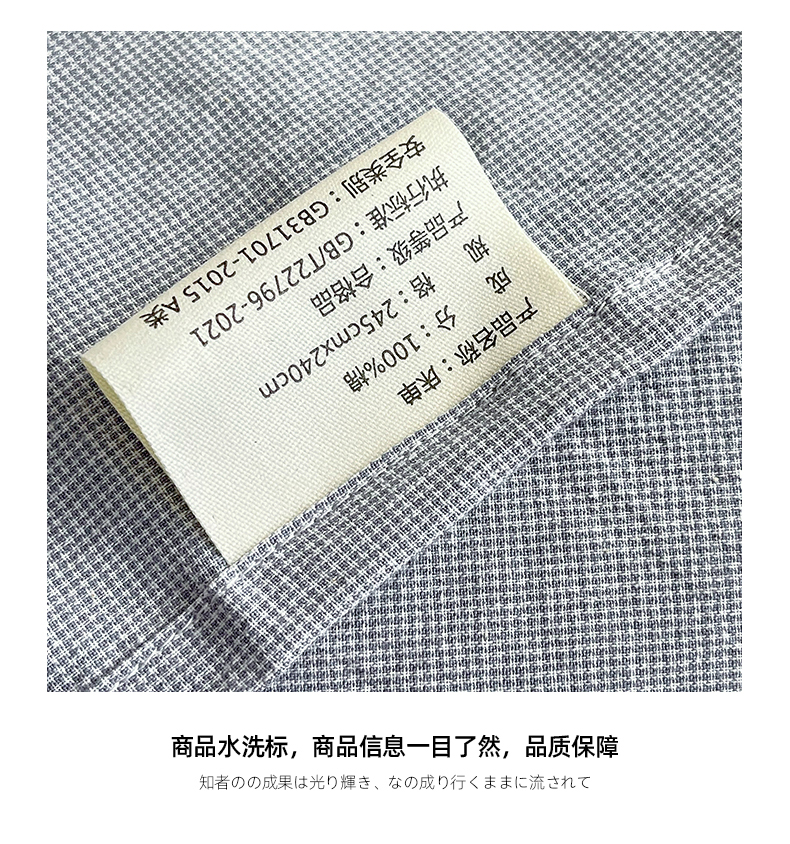 产品名称：床单
成 分：100%棉
规 格：245cmx240cm
产品等级：合格品
执行标准：GB/T22796-2021
安全类别：GB31701-2015 A类
商品水洗标，商品信息一目了然，品质保障
知者のの成果は光り輝き、なの成り行くままに流されて